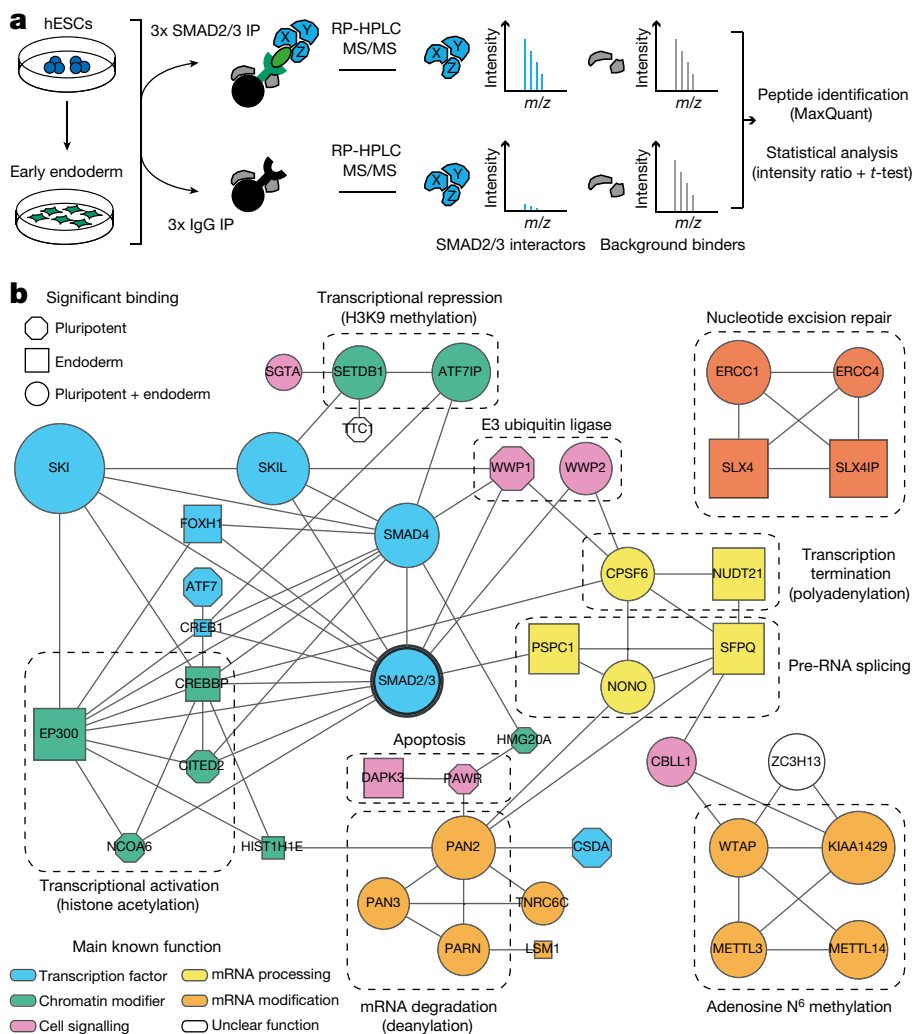 a
hESCs
Early endoderm
3x SMAD2/3 IP
3x IgG IP
X Y Z
RP-HPLC
MS/MS
X Y Z
Intensity
m/z
Intensity
m/z
RP-HPLC
MS/MS
X Y Z
Intensity
m/z
Intensity
m/z
SMAD2/3 interactors
Background binders
Peptide identification
(MaxQuant)
Statistical analysis
(intensity ratio + t-test)
b
Significant binding
Pluripotent
Endoderm
Pluripotent + endoderm
Transcriptional repression
(H3K9 methylation)
SGTA
SETDB1
ATF7IP
TTC1
Nucleotide excision repair
ERCC1
ERCC4
SLX4
SLX4IP
E3 ubiquitin ligase
WWP1
WWP2
SKI
SKIL
FOXH1
SMAD4
ATF7
CREB1
CREBBP
SMAD2/3
EP300
CITED2
NCOA6
HIST1H1E
Transcriptional activation
(histone acetylation)
CPSF6
NUDT21
Transcription
termination
(polyadenylation)
PSPC1
SFPQ
NONO
Pre-RNA splicing
HMG20A
Apoptosis
DAPK3
PAWR
CBLL1
ZC3H13
PAN2
CSDA
PAN3
TNRC6C
PARN
LSM1
mRNA degradation
(deanylation)
WTAP
KIAA1429
METTL3
METTL14
Adenosine N6 methylation
Main known function
Transcription factor
Chromatin modifier
Cell signalling
mRNA processing
mRNA modification
Unclear function